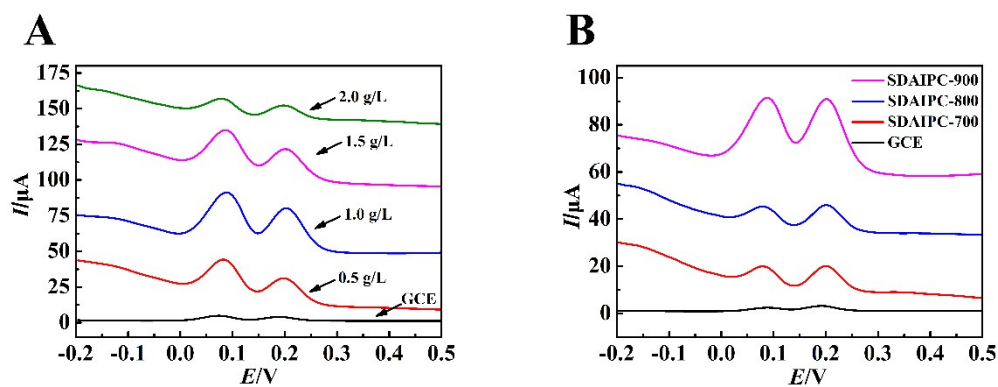 A
175
150
125
100
75
50
25
0
I/μA
2.0 g/L
1.5 g/L
1.0 g/L
0.5 g/L
GCE
-0.2 -0.1 0.0 0.1 0.2 0.3 0.4 0.5
E/V
B
100
80
60
40
20
0
I/μA
SDAIPC-900
SDAIPC-800
SDAIPC-700
GCE
-0.2 -0.1 0.0 0.1 0.2 0.3 0.4 0.5
E/V